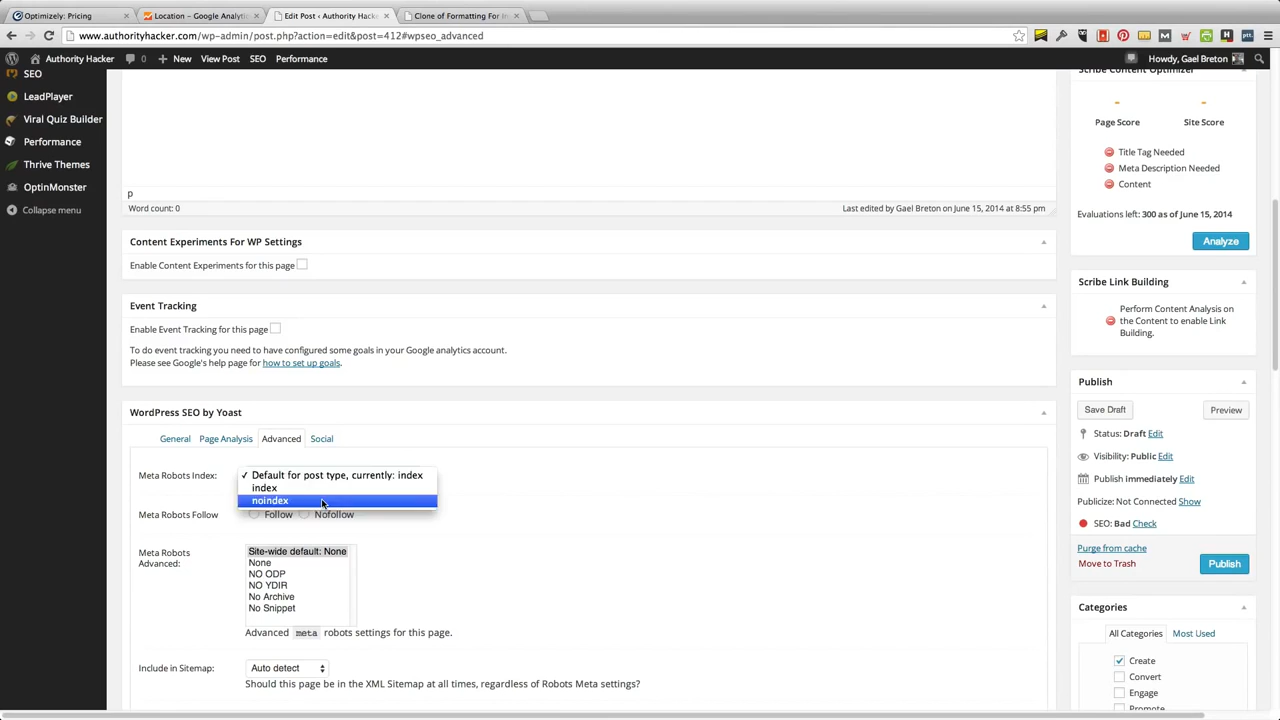 Optimizely: Pricing
Location – Google Analytic
Edit Post ‹ Authority Hack
Clone of Formatting For In
www.authorityhacker.com/wp-admin/post.php?action=edit&post=412#wpseo_advanced
Authority Hacker
0
New
View Post
SEO
Performance
Howdy, Gael Breton
SEO
LeadPlayer
Viral Quiz Builder
Performance
Thrive Themes
OptinMonster
Collapse menu
p
Word count: 0
Last edited by Gael Breton on June 15, 2014 at 8:55 pm
Content Experiments For WP Settings
Enable Content Experiments for this page
Event Tracking
Enable Event Tracking for this page
To do event tracking you need to have configured some goals in your Google analytics account.
Please see Google's help page for how to set up goals.
WordPress SEO by Yoast
General
Page Analysis
Advanced
Social
Meta Robots Index:
✓ Default for post type, currently: index
index
noindex
Meta Robots Follow
Follow
Nofollow
Meta Robots
Advanced:
Site-wide default: None
None
NO ODP
NO YDIR
No Archive
No Snippet
Advanced meta robots settings for this page.
Include in Sitemap:
Auto detect
Should this page be in the XML Sitemap at all times, regardless of Robots Meta settings?
Scribe Content Optimizer
-
-
Page Score
Site Score
Title Tag Needed
Meta Description Needed
Content
Evaluations left: 300 as of June 15, 2014
Analyze
Scribe Link Building
Perform Content Analysis on
the Content to enable Link
Building.
Publish
Save Draft
Preview
Status: Draft Edit
Visibility: Public Edit
Publish immediately Edit
Publicize: Not Connected Show
SEO: Bad Check
Purge from cache
Move to Trash
Publish
Categories
All Categories
Most Used
Create
Convert
Engage
Promote